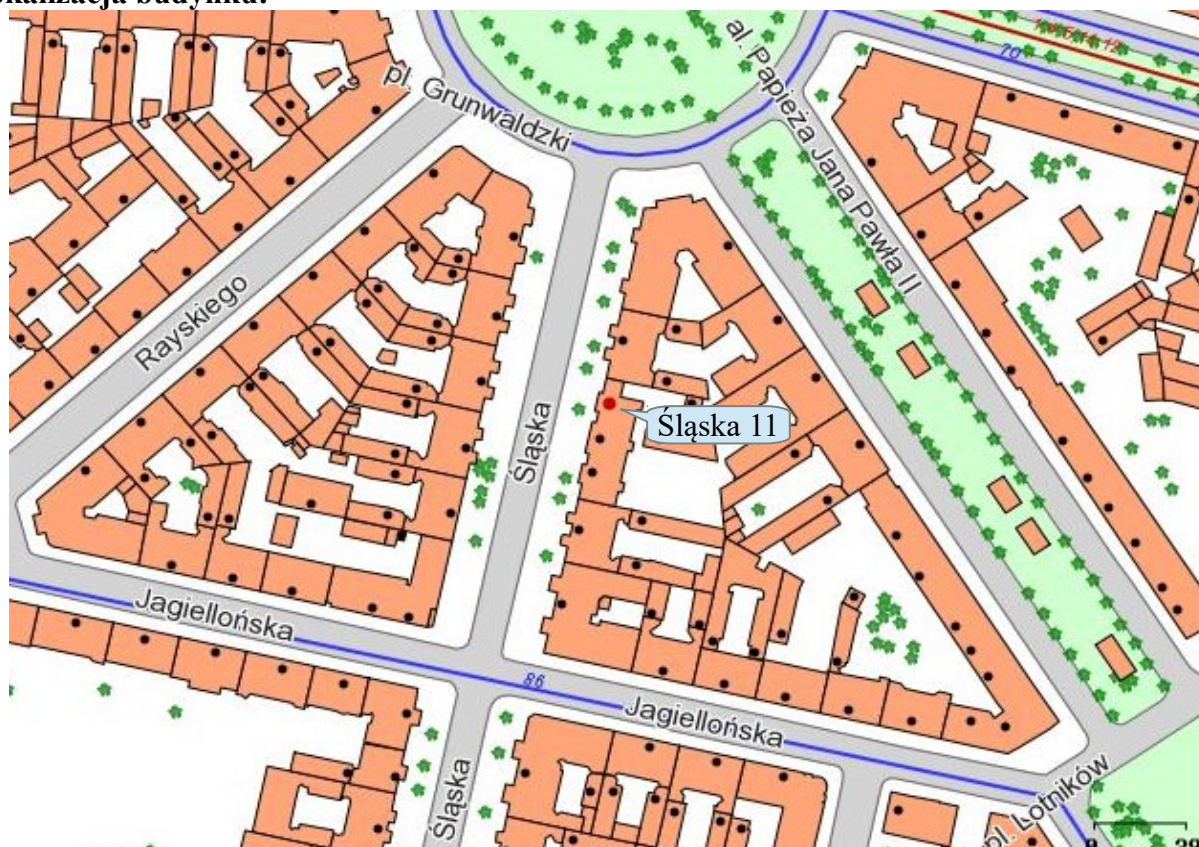 pl. Grunwaldzki
al. Papieża Jana Pawła II
70
Rayskiego
Śląska
Śląska 11
Jagiellońska
86
Jagiellońska
Śląska
pl. Lotników